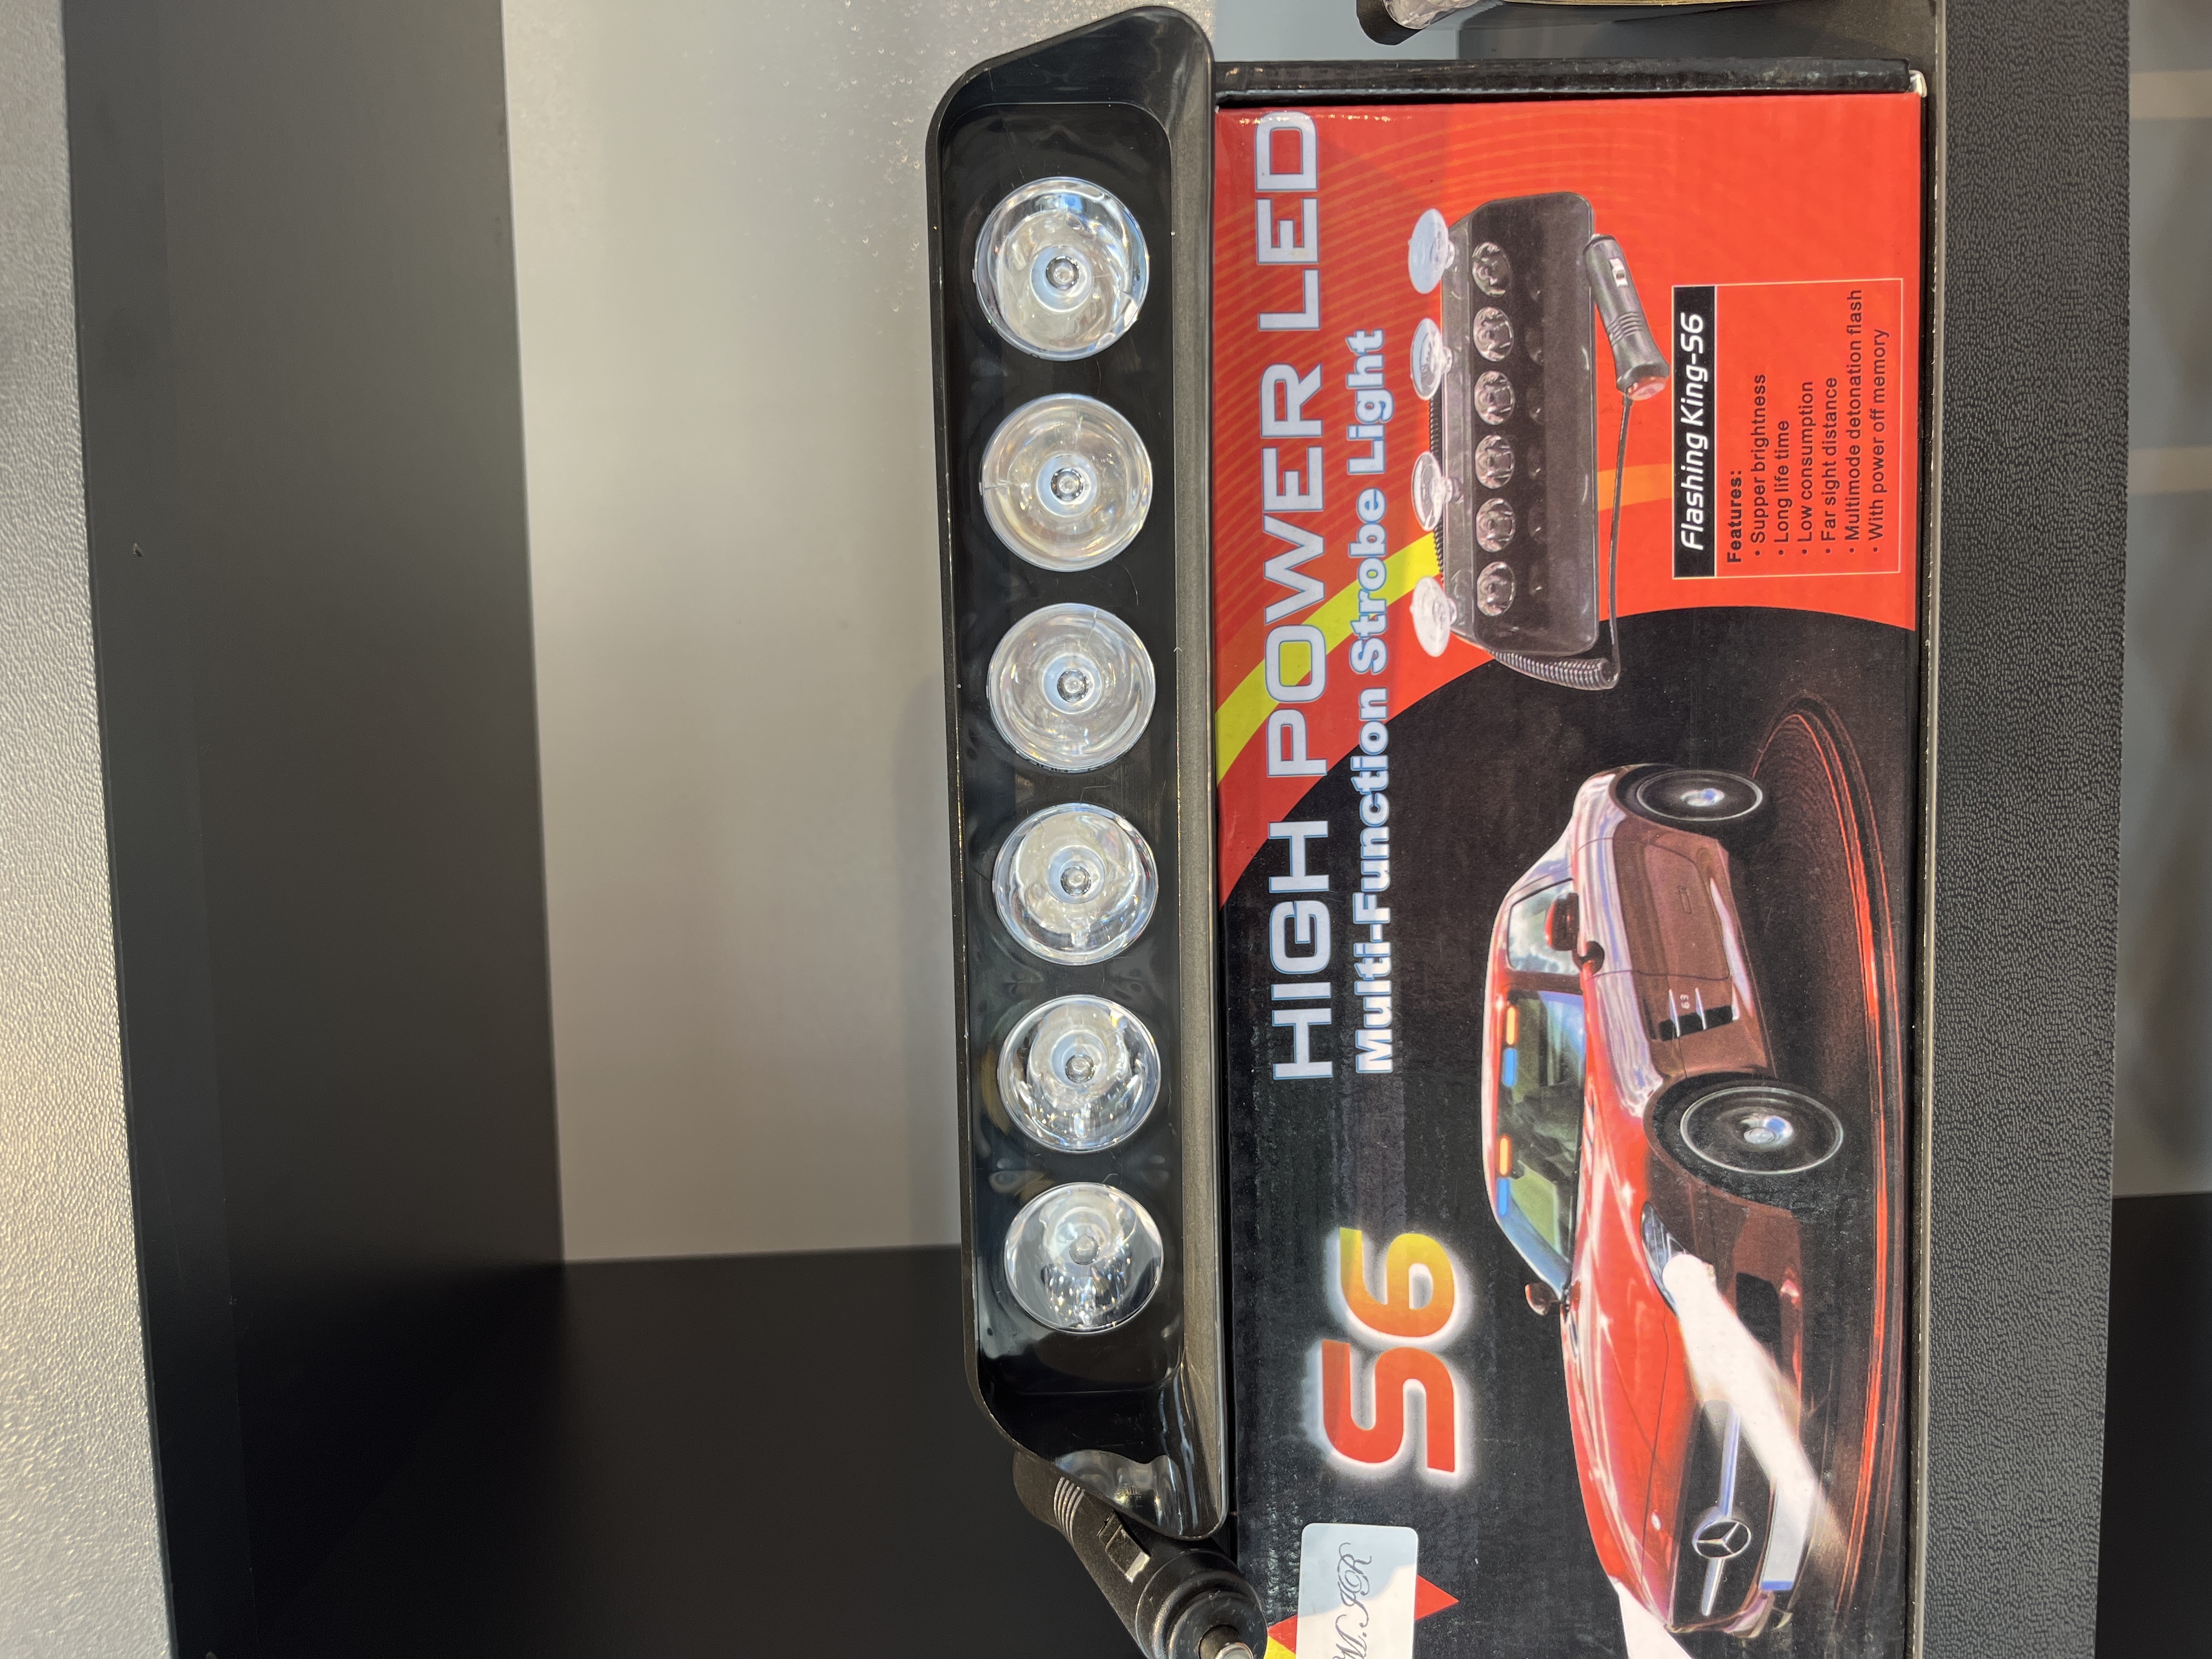 HIGH POWER LED
Multi-Function Strobe Light
S6
Flashing King-S6
Features:
• Supper brightness
• Long life time
• Low consumption
• Far sight distance
• Multimode detonation flash
• With power off memory
63